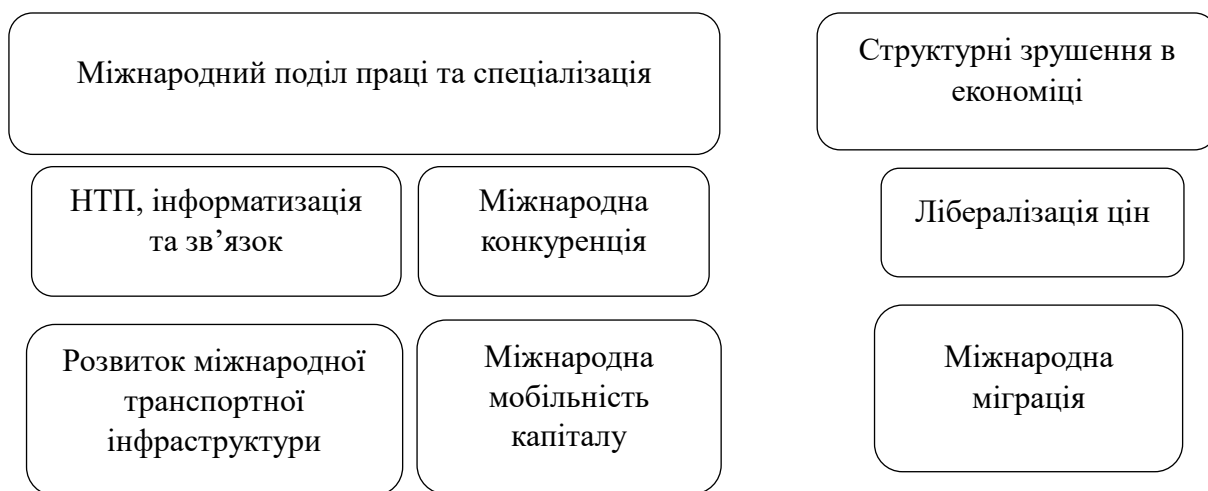 Міжнародний поділ праці та спеціалізація
Структурні зрушення в
економіці
НТП, інформатизація
та зв’язок
Міжнародна
конкуренція
Лібералізація цін
Розвиток міжнародної
транспортної
інфраструктури
Міжнародна
мобільність
капіталу
Міжнародна
міграція